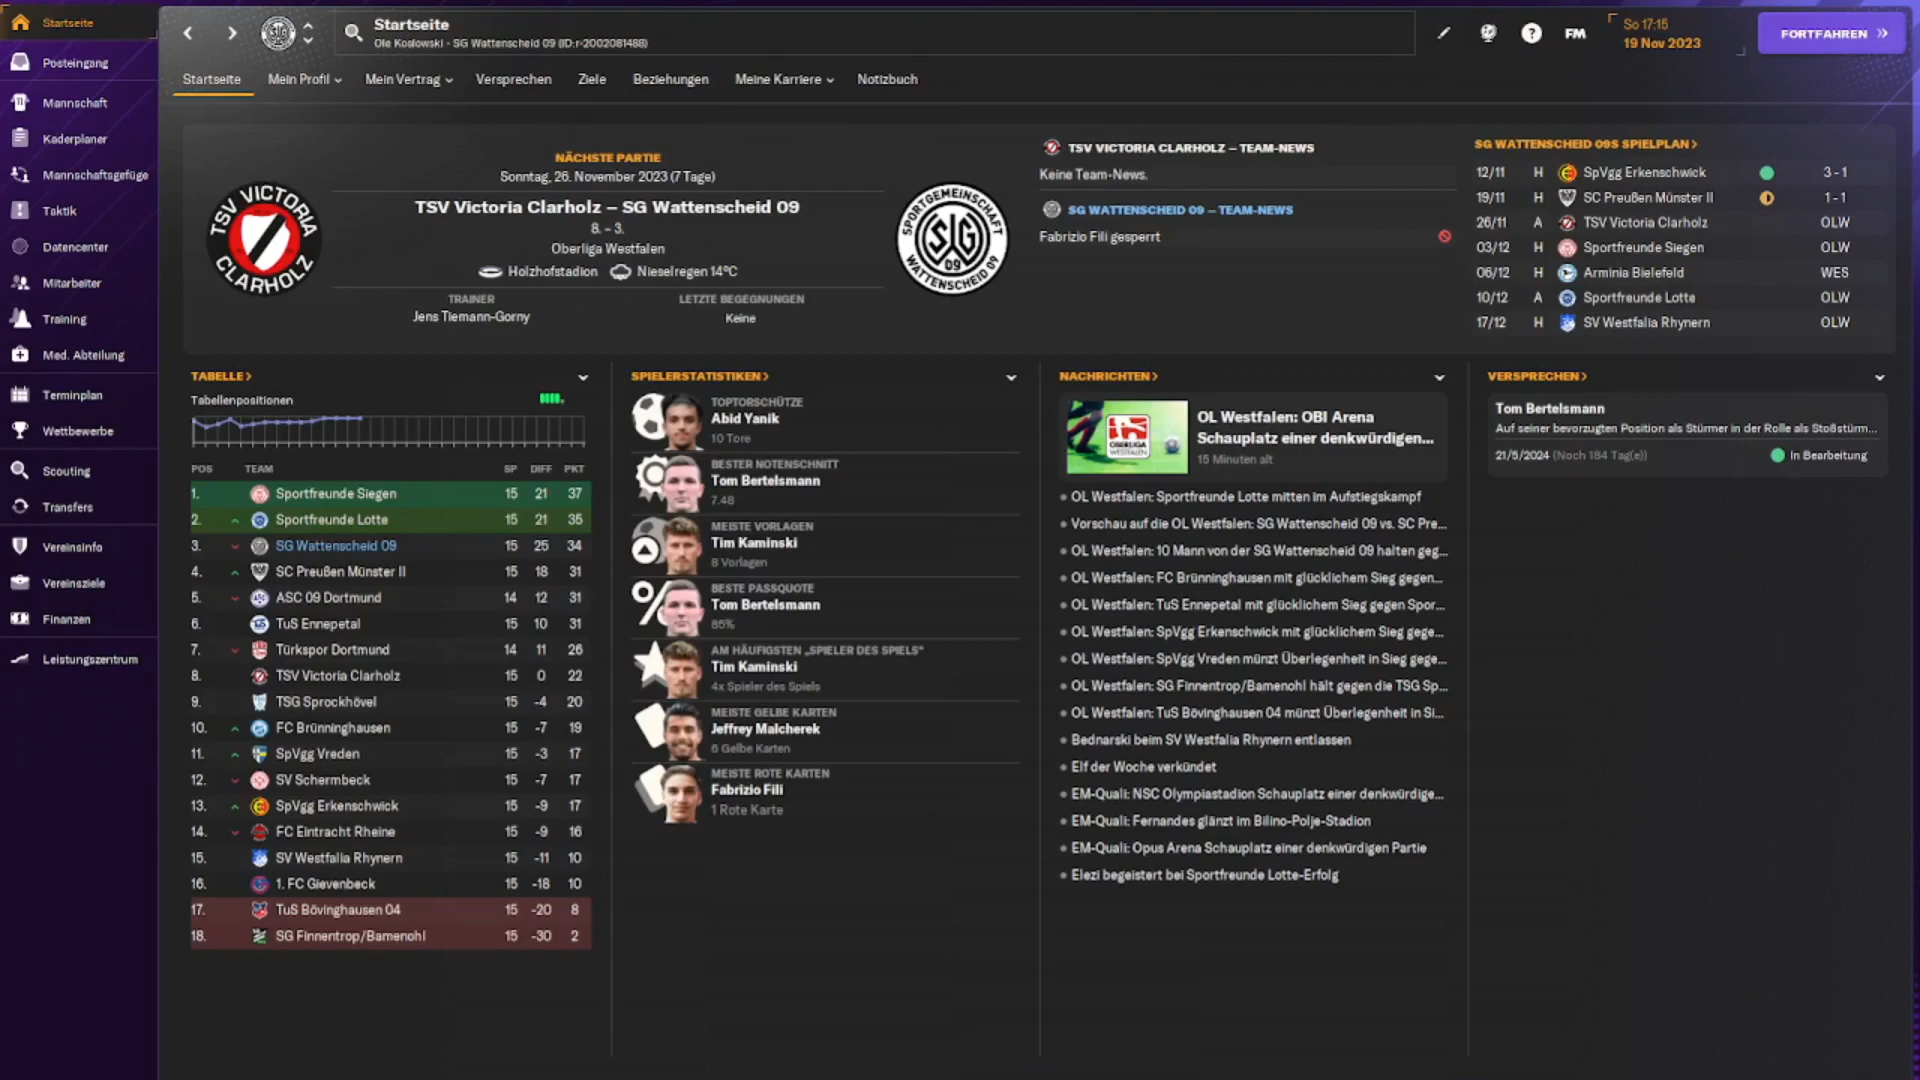 Startseite
Posteingang
Mannschaft
Kaderplaner
Mannschaftsgefüge
Taktik
Datencenter
Mitarbeiter
Training
Med. Abteilung
Terminplan
Wettbewerbe
Scouting
Transfers
Vereinsinfo
Vereinsziele
Finanzen
Leistungszentrum
Startseite
Ole Koslowski - SG Wattenscheid 09 (ID:r-2002081488)
FM
So 17:15
19 Nov 2023
FORTFAHREN
Startseite Mein Profil Mein Vertrag Versprechen Ziele Beziehungen Meine Karriere Notizbuch
TSV VICTORIA CLARHOLZ
NÄCHSTE PARTIE
Sonntag, 26. November 2023 (7 Tage)
TSV Victoria Clarholz – SG Wattenscheid 09
8. – 3.
Oberliga Westfalen
Holzhofstadion Nieselregen 14°C
TRAINER
Jens Tiemann-Gorny
LETZTE BEGEGNUNGEN
Keine
SPORTGEMEINSCHAFT SG 09 WATTENSCHEID 09
TSV VICTORIA CLARHOLZ – TEAM-NEWS
Keine Team-News.
SG WATTENSCHEID 09 – TEAM-NEWS
Fabrizio Fili gesperrt
SG WATTENSCHEID 09S SPIELPLAN >
12/11 H SpVgg Erkenschwick 3 - 1
19/11 H SC Preußen Münster II 1 - 1
26/11 A TSV Victoria Clarholz OLW
03/12 H Sportfreunde Siegen OLW
06/12 H Arminia Bielefeld WES
10/12 A Sportfreunde Lotte OLW
17/12 H SV Westfalia Rhynern OLW
TABELLE >
Tabellenpositionen
POS TEAM SP DIFF PKT
1. Sportfreunde Siegen 15 21 37
2. Sportfreunde Lotte 15 21 35
3. SG Wattenscheid 09 15 25 34
4. SC Preußen Münster II 15 18 31
5. ASC 09 Dortmund 14 12 31
6. TuS Ennepetal 15 10 31
7. Türkspor Dortmund 14 11 26
8. TSV Victoria Clarholz 15 0 22
9. TSG Sprockhövel 15 -4 20
10. FC Brünninghausen 15 -7 19
11. SpVgg Vreden 15 -3 17
12. SV Schermbeck 15 -7 17
13. SpVgg Erkenschwick 15 -9 17
14. FC Eintracht Rheine 15 -9 16
15. SV Westfalia Rhynern 15 -11 10
16. 1. FC Gievenbeck 15 -18 10
17. TuS Bövinghausen 04 15 -20 8
18. SG Finnentrop/Bamenohl 15 -30 2
SPIELERSTATISTIKEN >
TOPTORSCHÜTZE
Abid Yanik
10 Tore
BESTER NOTENSCHNITT
Tom Bertelsmann
7.48
MEISTE VORLAGEN
Tim Kaminski
8 Vorlagen
BESTE PASSQUOTE
Tom Bertelsmann
85%
AM HÄUFIGSTEN „SPIELER DES SPIELS“
Tim Kaminski
4x Spieler des Spiels
MEISTE GELBE KARTEN
Jeffrey Malcherek
6 Gelbe Karten
MEISTE ROTE KARTEN
Fabrizio Fili
1 Rote Karte
NACHRICHTEN >
OBERLIGA
WESTFALEN
OL Westfalen: OBI Arena
Schauplatz einer denkwürdigen...
15 Minuten alt
OL Westfalen: Sportfreunde Lotte mitten im Aufstiegskampf
Vorschau auf die OL Westfalen: SG Wattenscheid 09 vs. SC Pre...
OL Westfalen: 10 Mann von der SG Wattenscheid 09 halten geg...
OL Westfalen: FC Brünninghausen mit glücklichem Sieg gegen...
OL Westfalen: TuS Ennepetal mit glücklichem Sieg gegen Spor...
OL Westfalen: SpVgg Erkenschwick mit glücklichem Sieg gege...
OL Westfalen: SpVgg Vreden münzt Überlegenheit in Sieg gege...
OL Westfalen: SG Finnentrop/Bamenohl hält gegen die TSG Sp...
OL Westfalen: TuS Bövinghausen 04 münzt Überlegenheit in Si...
Bednarski beim SV Westfalia Rhynern entlassen
Elf der Woche verkündet
EM-Quali: NSC Olympiastadion Schauplatz einer denkwürdige...
EM-Quali: Fernandes glänzt im Bilino-Polje-Stadion
EM-Quali: Opus Arena Schauplatz einer denkwürdigen Partie
Elezi begeistert bei Sportfreunde Lotte-Erfolg
VERSPRECHEN >
Tom Bertelsmann
Auf seiner bevorzugten Position als Stürmer in der Rolle als Stoßstürm...
21/5/2024 (Noch 184 Tag(e)) In Bearbeitung